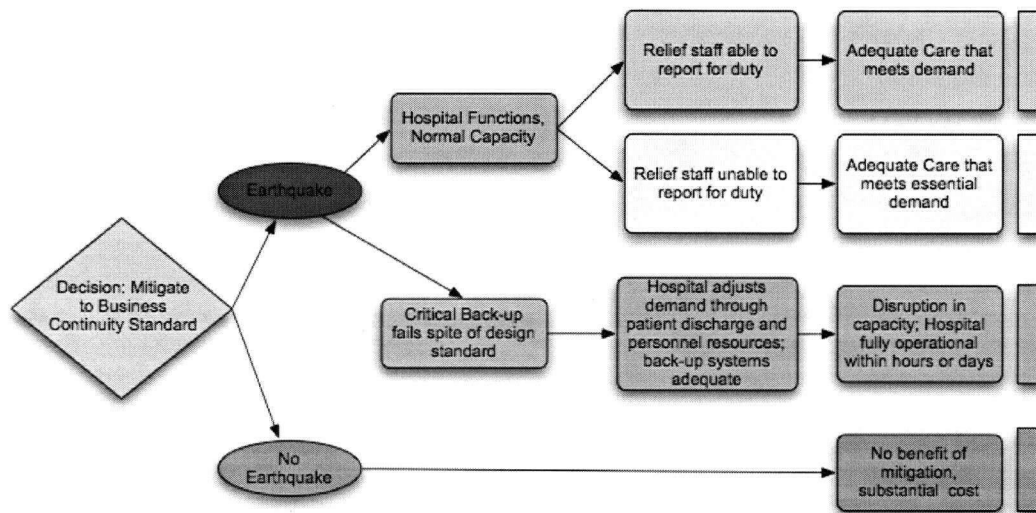 Relief staff able to
report for duty
Adequate Care that
meets demand
Hospital Functions,
Normal Capacity
Relief staff unable to
report for duty
Adequate Care that
meets essential
demand
Earthquake
Decision: Mitigate
to Business
Continuity Standard
Critical Back-up
fails spite of design
standard
Hospital adjusts
demand through
patient discharge and
personnel resources;
back-up systems
adequate
Disruption in
capacity; Hospital
fully operational
within hours or days
No
Earthquake
No benefit of
mitigation,
substantial cost